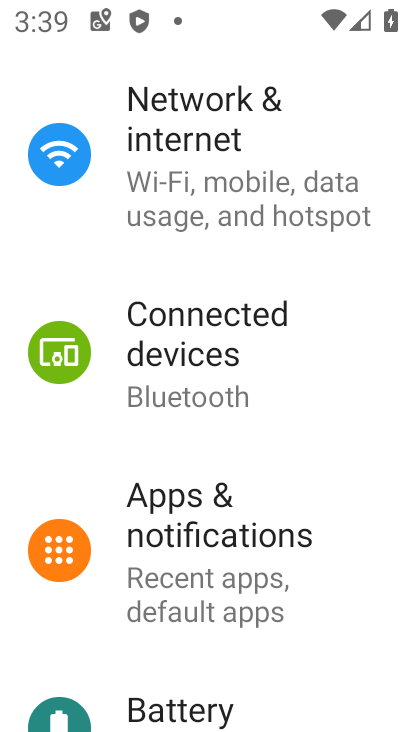 3:39
Network &
internet
Wi-Fi, mobile, data
usage, and hotspot
Connected
devices
Bluetooth
Apps &
notifications
Recent apps,
default apps
Battery